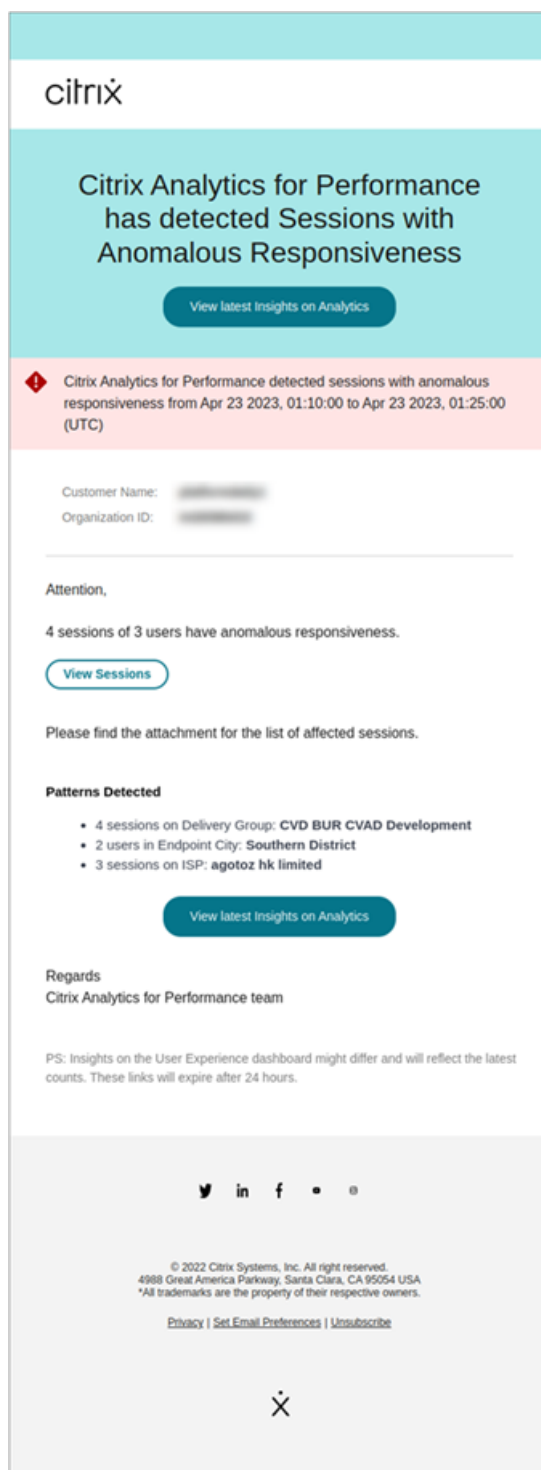 citrix
Citrix Analytics for Performance
has detected Sessions with
Anomalous Responsiveness
View latest Insights on Analytics
Citrix Analytics for Performance detected sessions with anomalous
responsiveness from Apr 23 2023, 01:10:00 to Apr 23 2023, 01:25:00
(UTC)
Customer Name:
Organization ID:
Attention,
4 sessions of 3 users have anomalous responsiveness.
View Sessions
Please find the attachment for the list of affected sessions.
Patterns Detected
• 4 sessions on Delivery Group: CVD BUR CVAD Development
• 2 users in Endpoint City: Southern District
• 3 sessions on ISP: agotoz hk limited
View latest Insights on Analytics
Regards
Citrix Analytics for Performance team
PS: Insights on the User Experience dashboard might differ and will reflect the latest
counts. These links will expire after 24 hours.
© 2022 Citrix Systems, Inc. All right reserved.
4988 Great America Parkway, Santa Clara, CA 95054 USA
*All trademarks are the property of their respective owners.
Privacy | Set Email Preferences | Unsubscribe